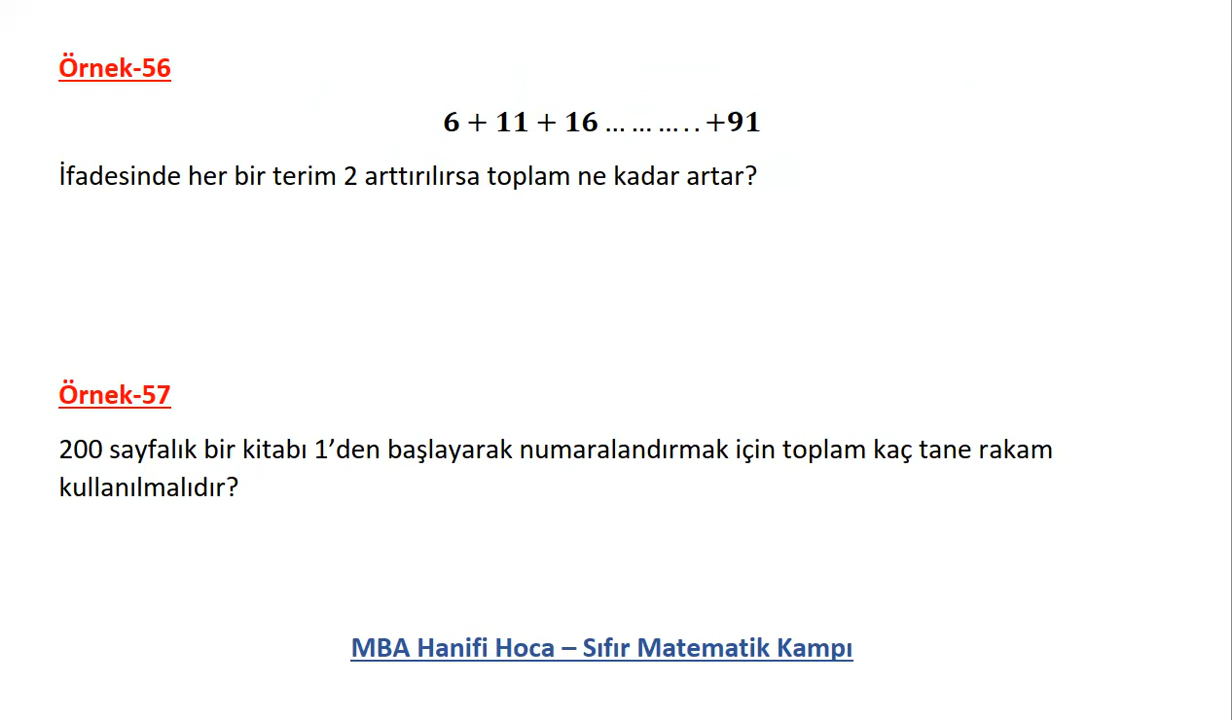 Örnek-56
6 + 11 + 16 ... ... ... . . +91
İfadesinde her bir terim 2 arttırılırsa toplam ne kadar artar?
Örnek-57
200 sayfalık bir kitabı 1’den başlayarak numaralandırmak için toplam kaç tane rakam
kullanılmalıdır?
MBA Hanifi Hoca – Sıfır Matematik Kampı